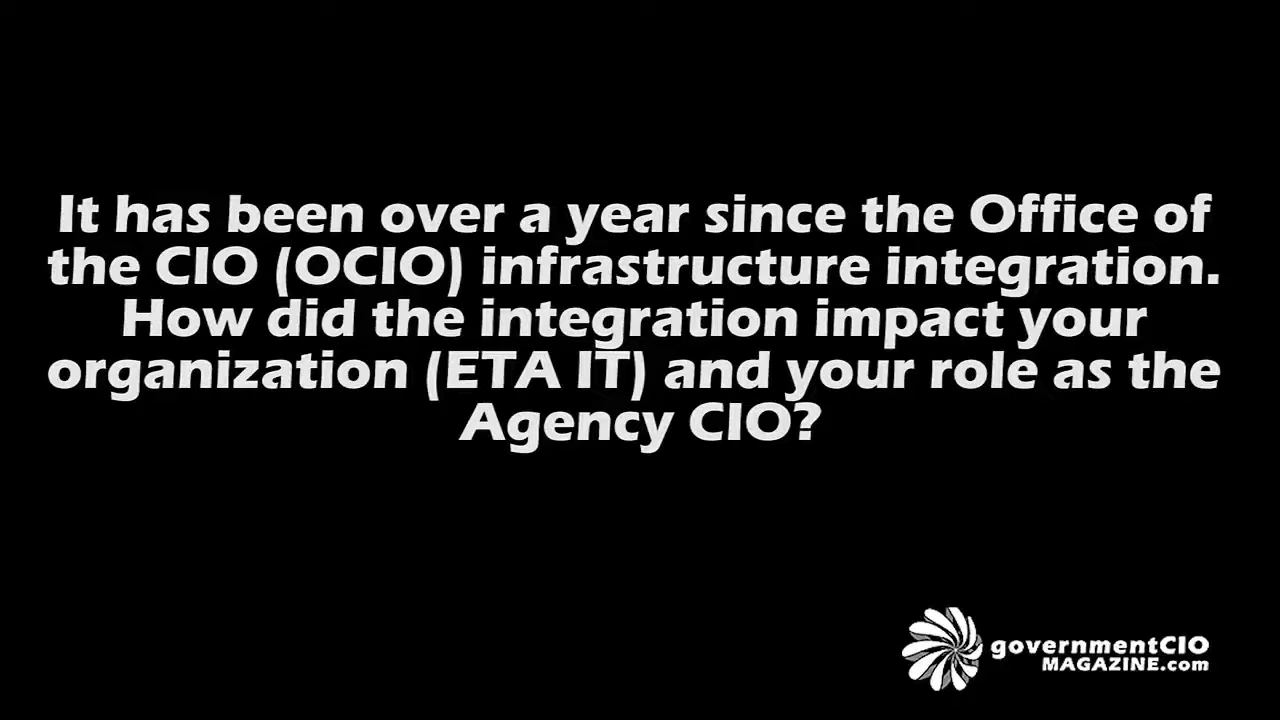 It has been over a year since the Office of
the CIO (OCIO) infrastructure integration.
How did the integration impact your
organization (ETA IT) and your role as the
Agency CIO?
governmentCIO
MAGAZINE.com